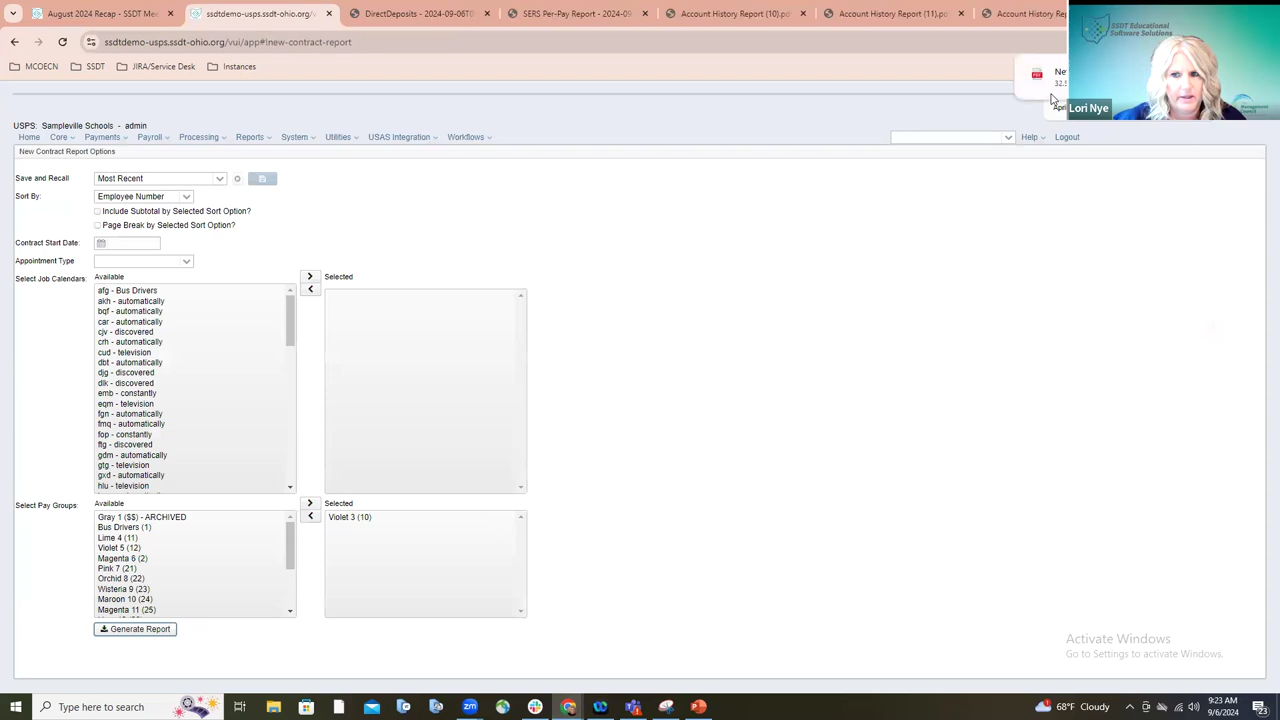 August Recap - SSDT Me
ssdtdemo-usps.ssdt-ohio.org
DirectDeposits - 2024-09-06T0
SERS Per-Pay Report - 2024-09
Account History Report (10).pd
Account History Report (11).pd
Account History Rep
ssdtdemo-usps.ssdt-ohio.org/vui/app#!new-contract-report
MCOECN
SSDT
JIRA/Service Desk
Instances
SSDT Educational
Software Solutions
Lori Nye
USPS: Sampleville Schools - admin
Home Core Payments Payroll Processing Reports System Utilities USAS Integration Workflows Help Logout
New Contract Report Options
Save and Recall Most Recent
Sort By: Employee Number
Include Subtotal by Selected Sort Option?
Page Break by Selected Sort Option?
Contract Start Date:
Appointment Type
Select Job Calendars: Available Selected
afg - Bus Drivers
akh - automatically
bqf - automatically
car - automatically
cjv - discovered
crh - automatically
cud - television
dbt - automatically
djg - discovered
dlk - discovered
emb - constantly
eqm - television
fgn - automatically
fmq - automatically
fop - constantly
ftg - discovered
gdm - automatically
gtg - television
gxd - automatically
hlu - television
Select Pay Groups: Available Selected
Gray 1 ($$) - ARCHIVED
Bus Drivers (1)
Lime 4 (11)
Violet 5 (12)
Magenta 6 (2)
Pink 7 (21)
Orchid 8 (22)
Wisteria 9 (23)
Maroon 10 (24)
Magenta 11 (25)
Violet 3 (10)
Generate Report
Activate Windows
Go to Settings to activate Windows.
Type here to search
68°F Cloudy
9:23 AM
9/6/2024
23